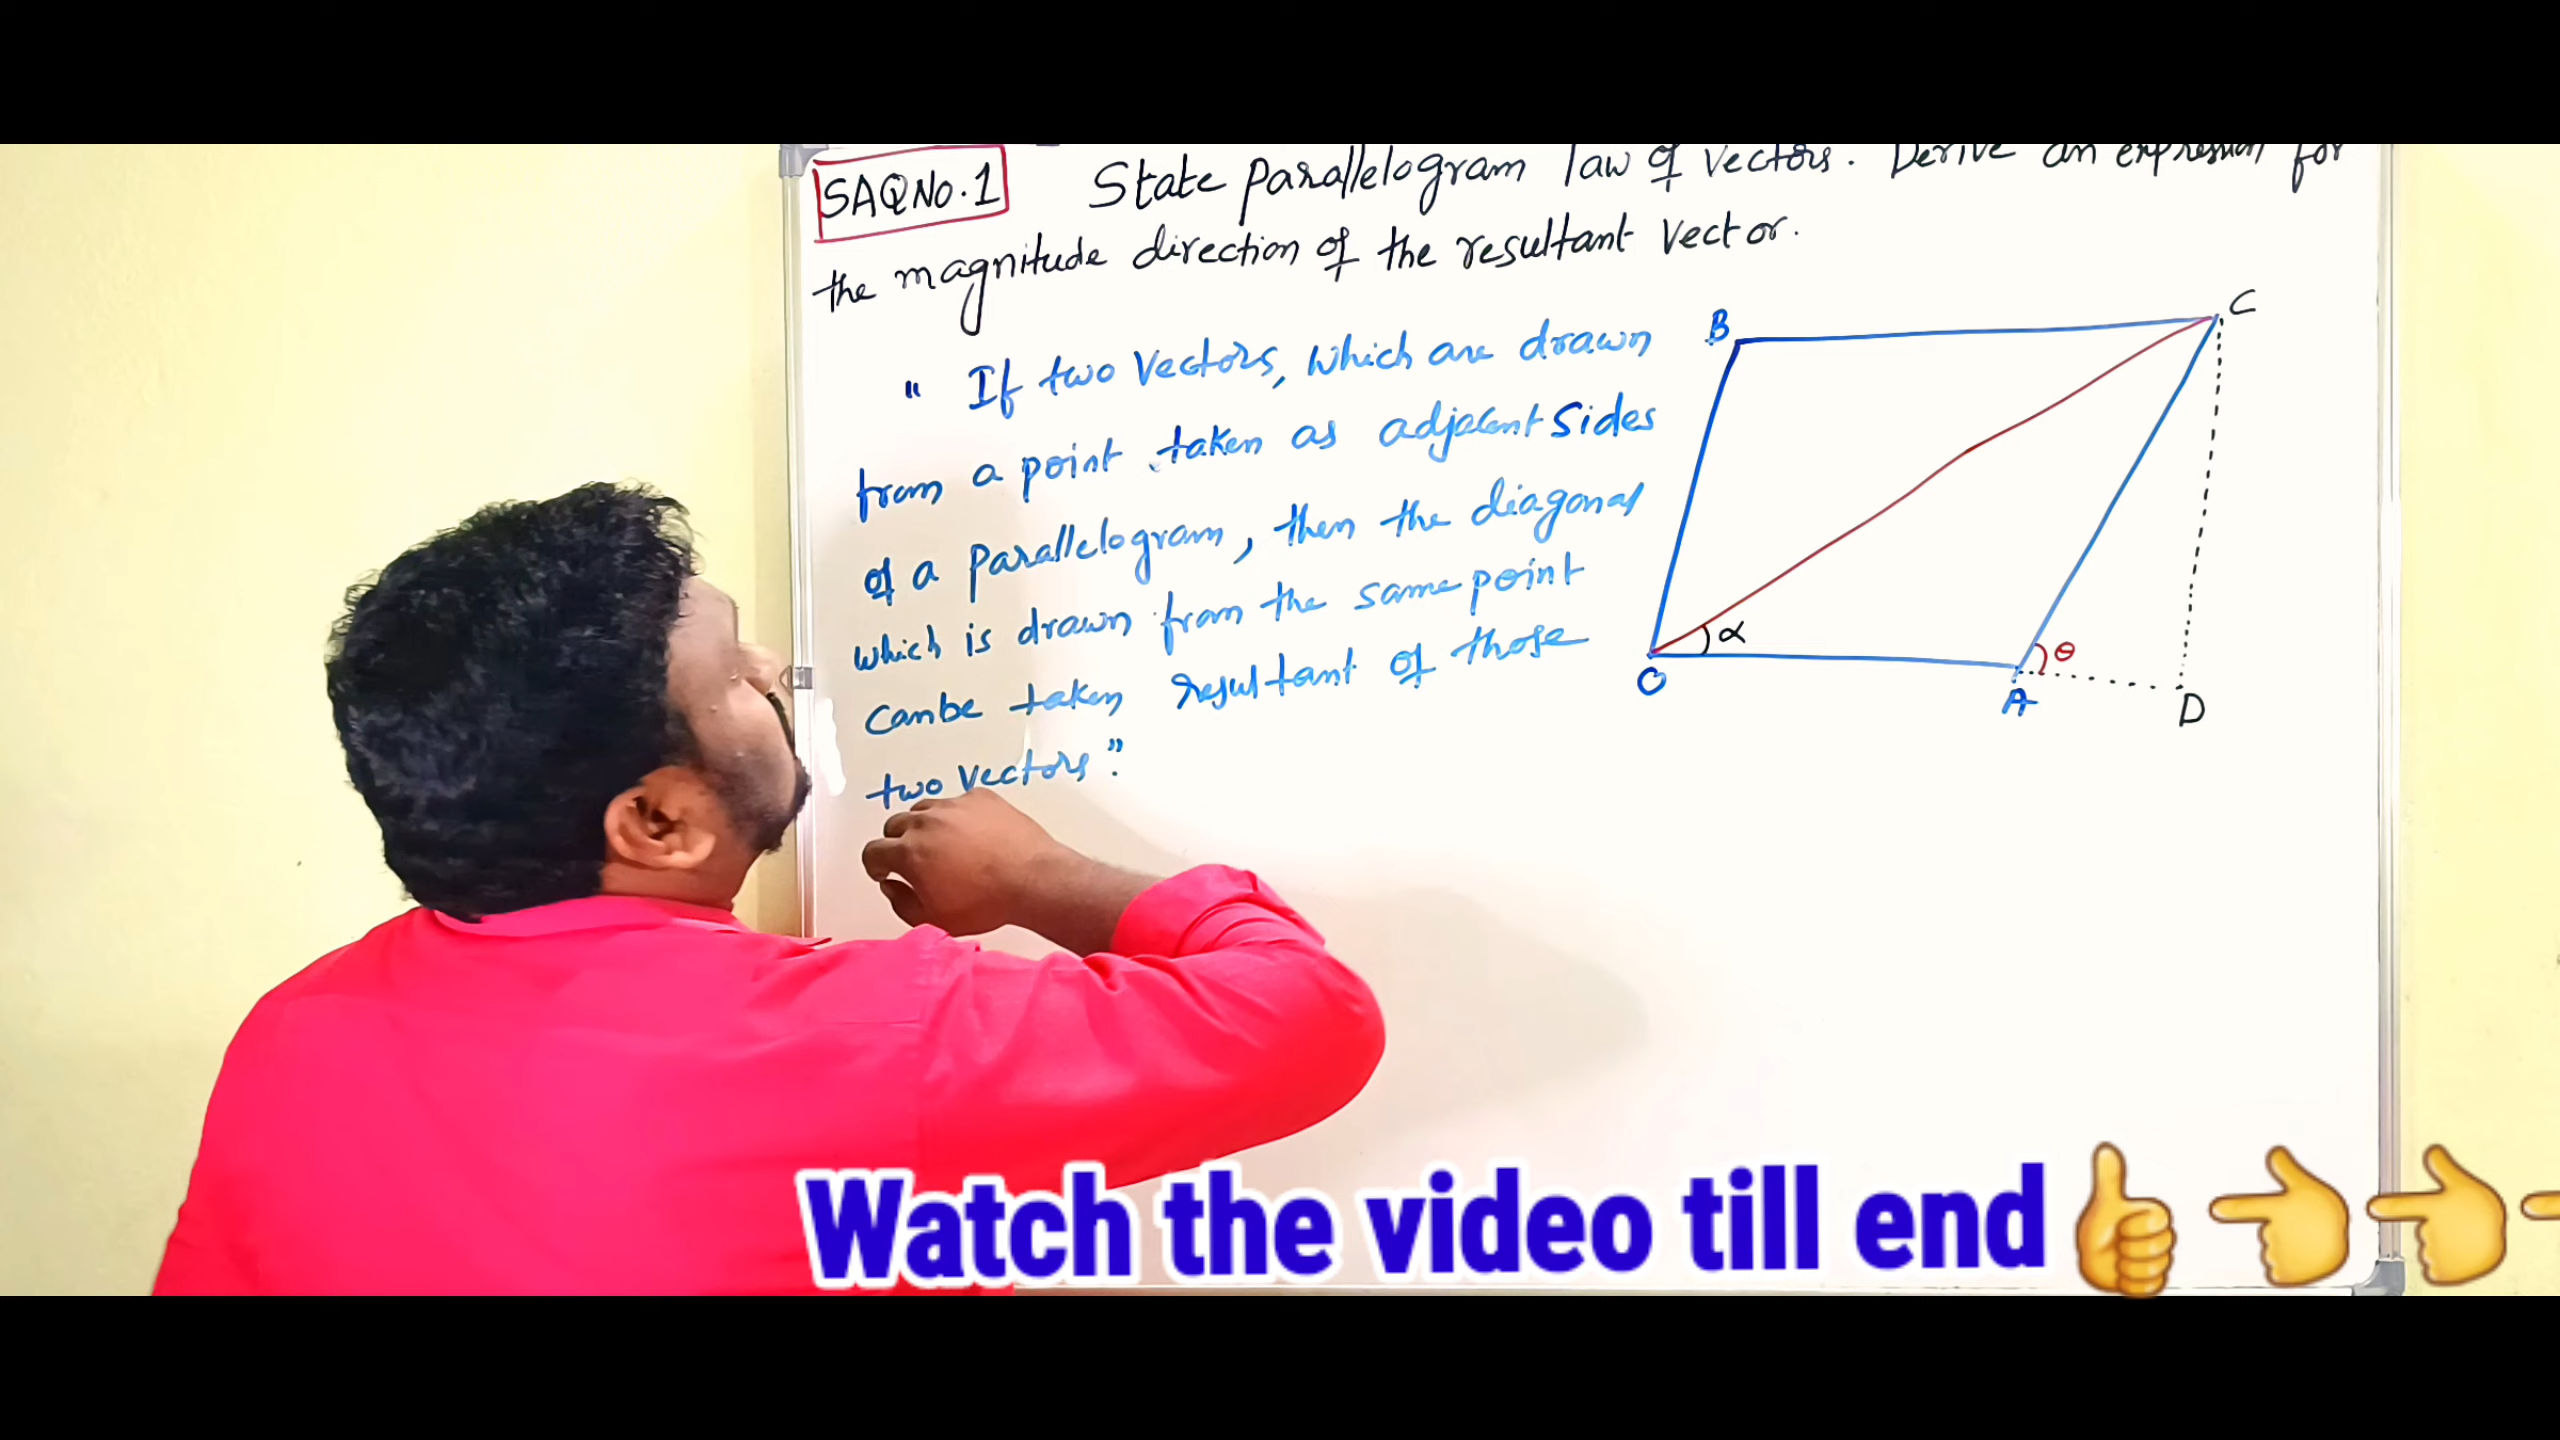 SAQNo.1 State parallelogram law of vectors. Derive an expression for
the magnitude direction of the resultant Vector.
" If two Vectors, which are drawn
from a point taken as adjacent sides
of a parallelogram, then the diagonal
which is drawn from the same point
canbe taken resultant of those
two vectors."
B
C
α
θ
O
A
D
Watch the video till end👍👈👈